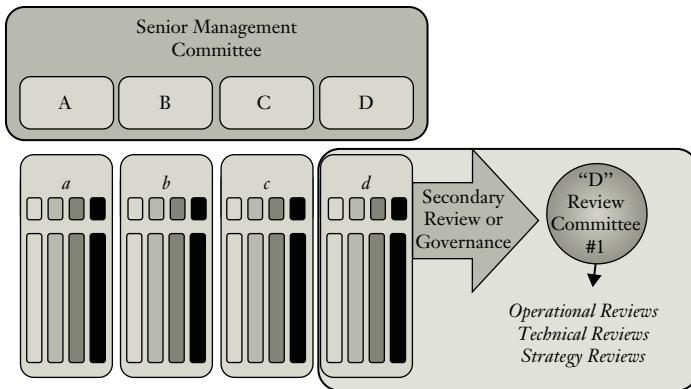 Senior Management
Committee
A B C D
a b c d
Secondary
Review or
Governance
“D”
Review
Committee
#1
Operational Reviews
Technical Reviews
Strategy Reviews